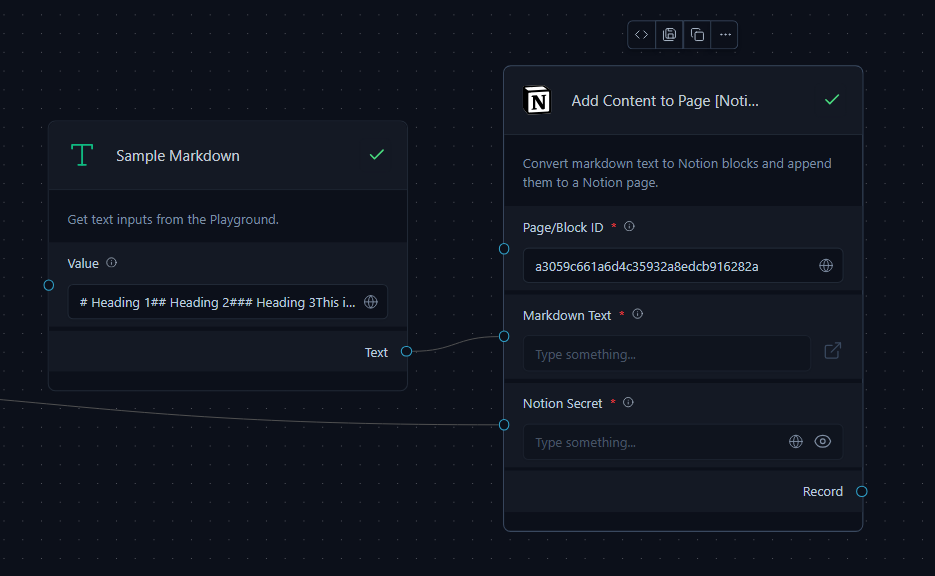 Add Content to Page [Noti...
Sample Markdown
Convert markdown text to Notion blocks and append
them to a Notion page.
Get text inputs from the Playground.
Page/Block ID *
Value
a3059c661a6d4c35932a8edcb916282a
# Heading 1## Heading 2### Heading 3This i...
Markdown Text *
Text
Type something...
Notion Secret *
Type something...
Record